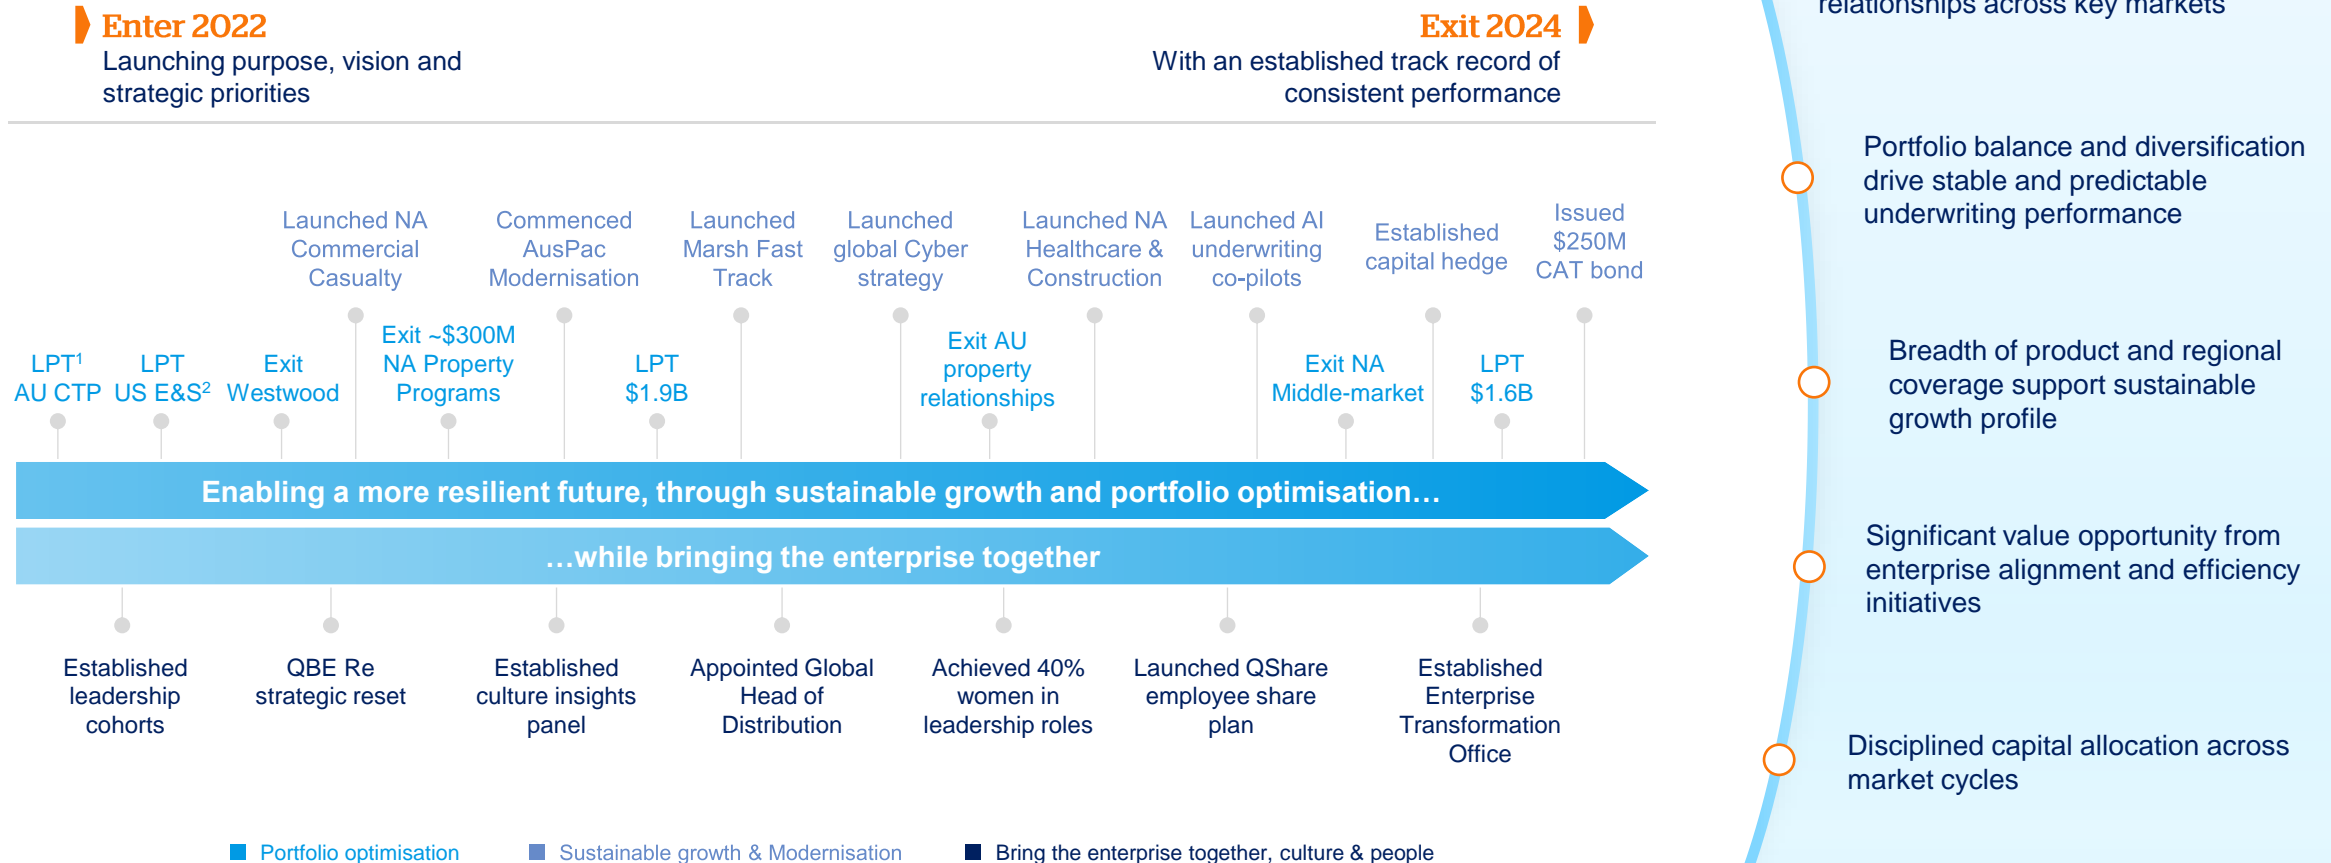 Enter 2022
Launching purpose, vision and
strategic priorities
Exit 2024
With an established track record of
consistent performance
Launched NA
Commercial
Casualty
Commenced
AusPac
Modernisation
Launched
Marsh Fast
Track
Launched
global Cyber
strategy
Launched NA
Healthcare &
Construction
Launched AI
underwriting
co-pilots
Established
capital hedge
Issued
$250M
CAT bond
LPT¹
AU CTP
LPT
US E&S²
Exit
Westwood
Exit ~$300M
NA Property
Programs
LPT
$1.9B
Exit AU
property
relationships
Exit NA
Middle-market
LPT
$1.6B
Enabling a more resilient future, through sustainable growth and portfolio optimisation…
…while bringing the enterprise together
Established
leadership
cohorts
QBE Re
strategic reset
Established
culture insights
panel
Appointed Global
Head of
Distribution
Achieved 40%
women in
leadership roles
Launched QShare
employee share
plan
Established
Enterprise
Transformation
Office
Portfolio optimisation
Sustainable growth & Modernisation
Bring the enterprise together, culture & people
relationships across key markets
Portfolio balance and diversification
drive stable and predictable
underwriting performance
Breadth of product and regional
coverage support sustainable
growth profile
Significant value opportunity from
enterprise alignment and efficiency
initiatives
Disciplined capital allocation across
market cycles